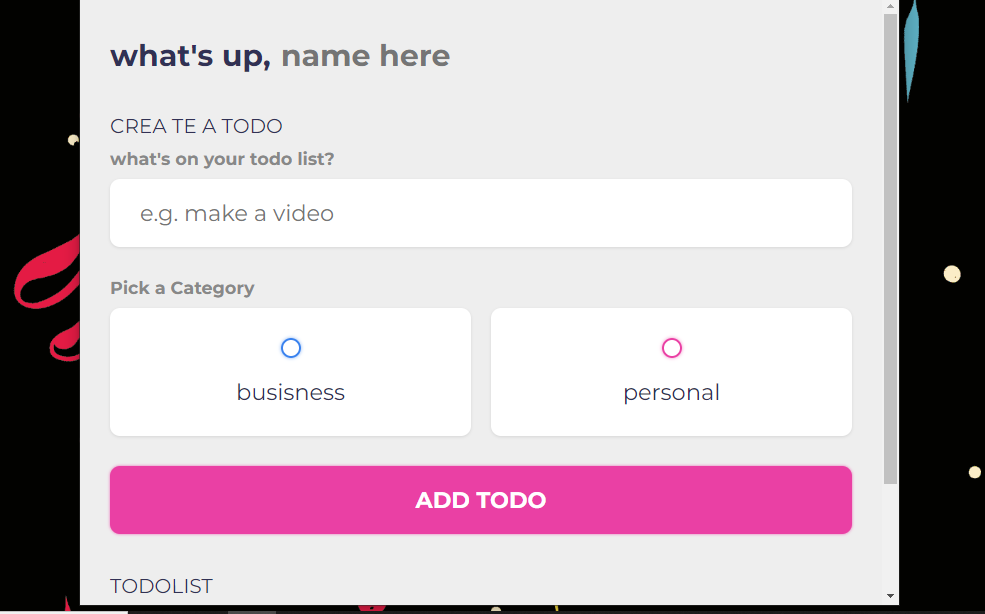 what's up, name here
CREA TE A TODO
what's on your todo list?
e.g. make a video
Pick a Category
busisness
personal
ADD TODO
TODOLIST